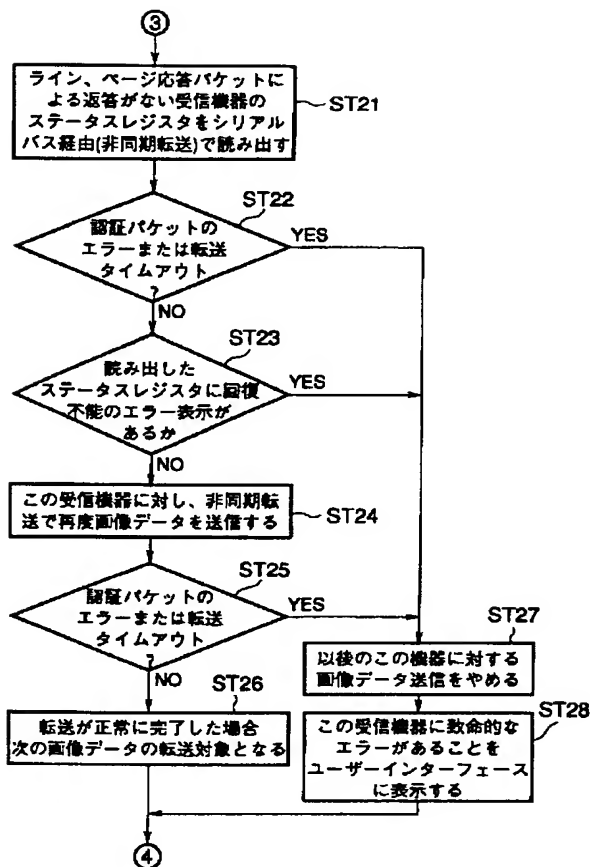 ③
ライン、ページ応答パケットに
よる返答がない受信機器の
ステータスレジスタをシリアル
バス経由(非同期転送)で読み出す
ST21
ST22
認証パケットの
エラーまたは転送
タイムアウト
?
YES
NO
ST23
読み出した
ステータスレジスタに回復
不能のエラー表示が
あるか
YES
NO
この受信機器に対し、非同期転
送で再度画像データを送信する
ST24
ST25
認証パケットの
エラーまたは転送
タイムアウト
?
YES
NO
ST26
転送が正常に完了した場合
次の画像データの転送対象となる
ST27
以後のこの機器に対する
画像データ送信をやめる
ST28
この受信機器に致命的な
エラーがあることを
ユーザーインターフェース
に表示する
④